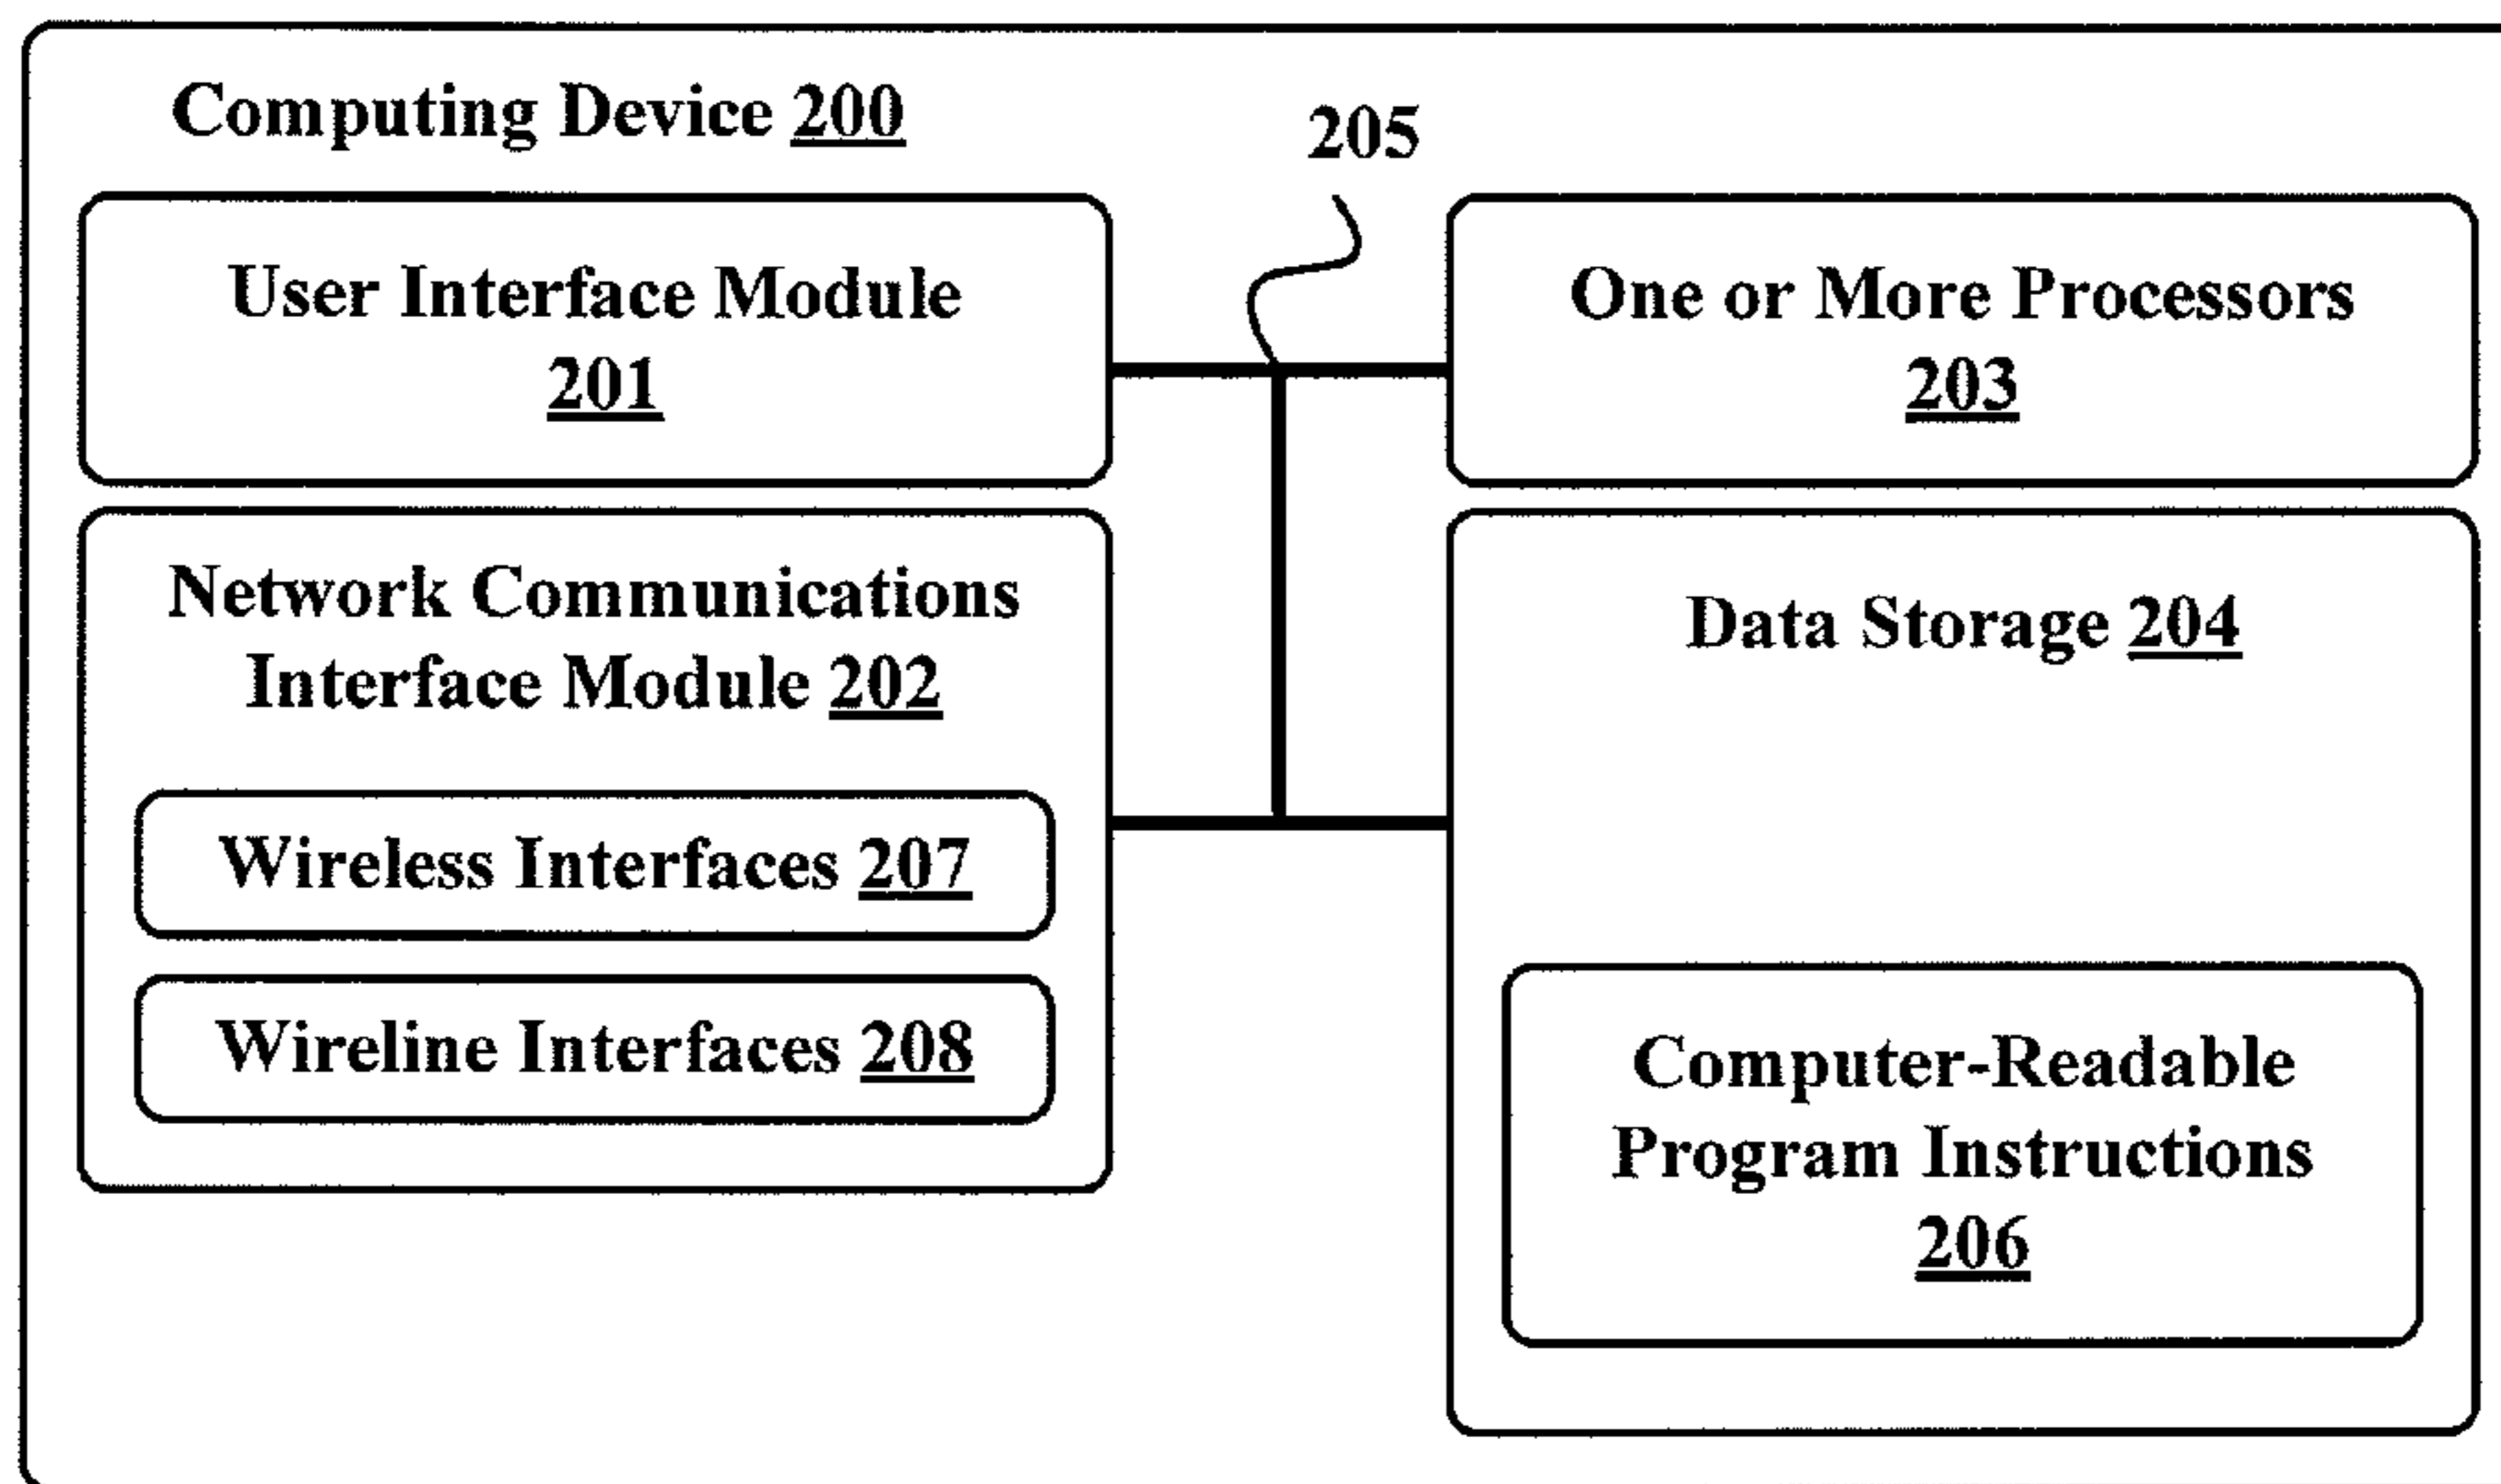 Computing Device 200
205
User Interface Module
201
One or More Processors
203
Network Communications
Interface Module 202
Wireless Interfaces 207
Wireline Interfaces 208
Data Storage 204
Computer-Readable
Program Instructions
206